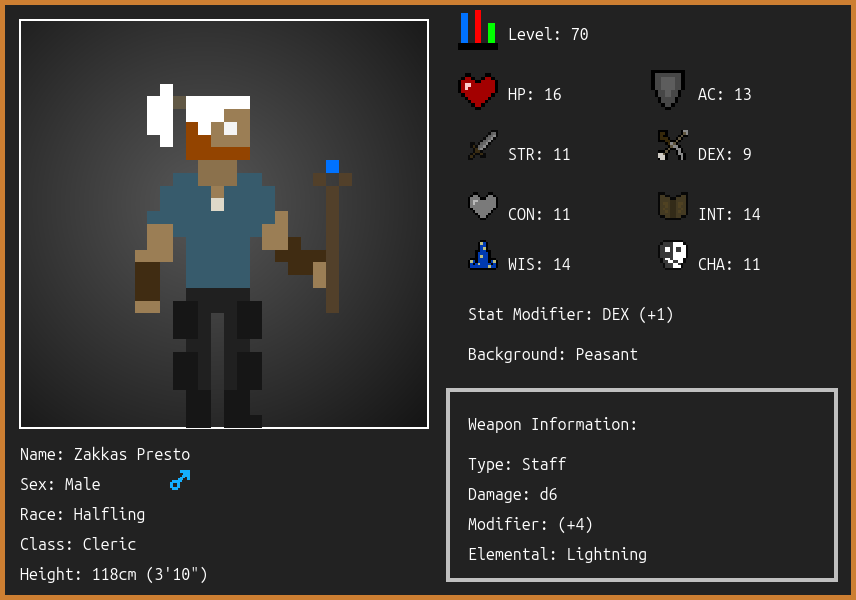 Level: 70
HP: 16
AC: 13
STR: 11
DEX: 9
CON: 11
INT: 14
WIS: 14
CHA: 11
Stat Modifier: DEX (+1)
Background: Peasant
Weapon Information:
Type: Staff
Damage: d6
Modifier: (+4)
Elemental: Lightning
Name: Zakkas Presto
Sex: Male
Race: Halfling
Class: Cleric
Height: 118cm (3'10")